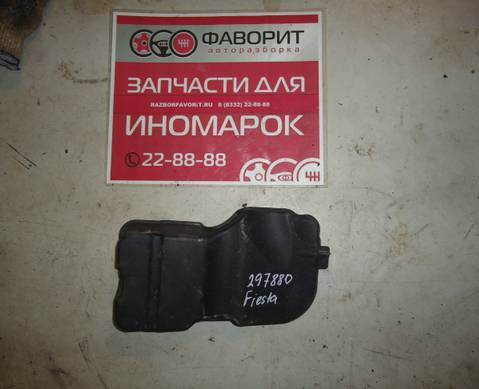 ФАВОРИТ
авторазборка
ЗАПЧАСТИ ДЛЯ
RAZBORFAVORIT.RU 8 (8332) 22-88-88
ИНОМАРОК
22-88-88
297880
Fiesta